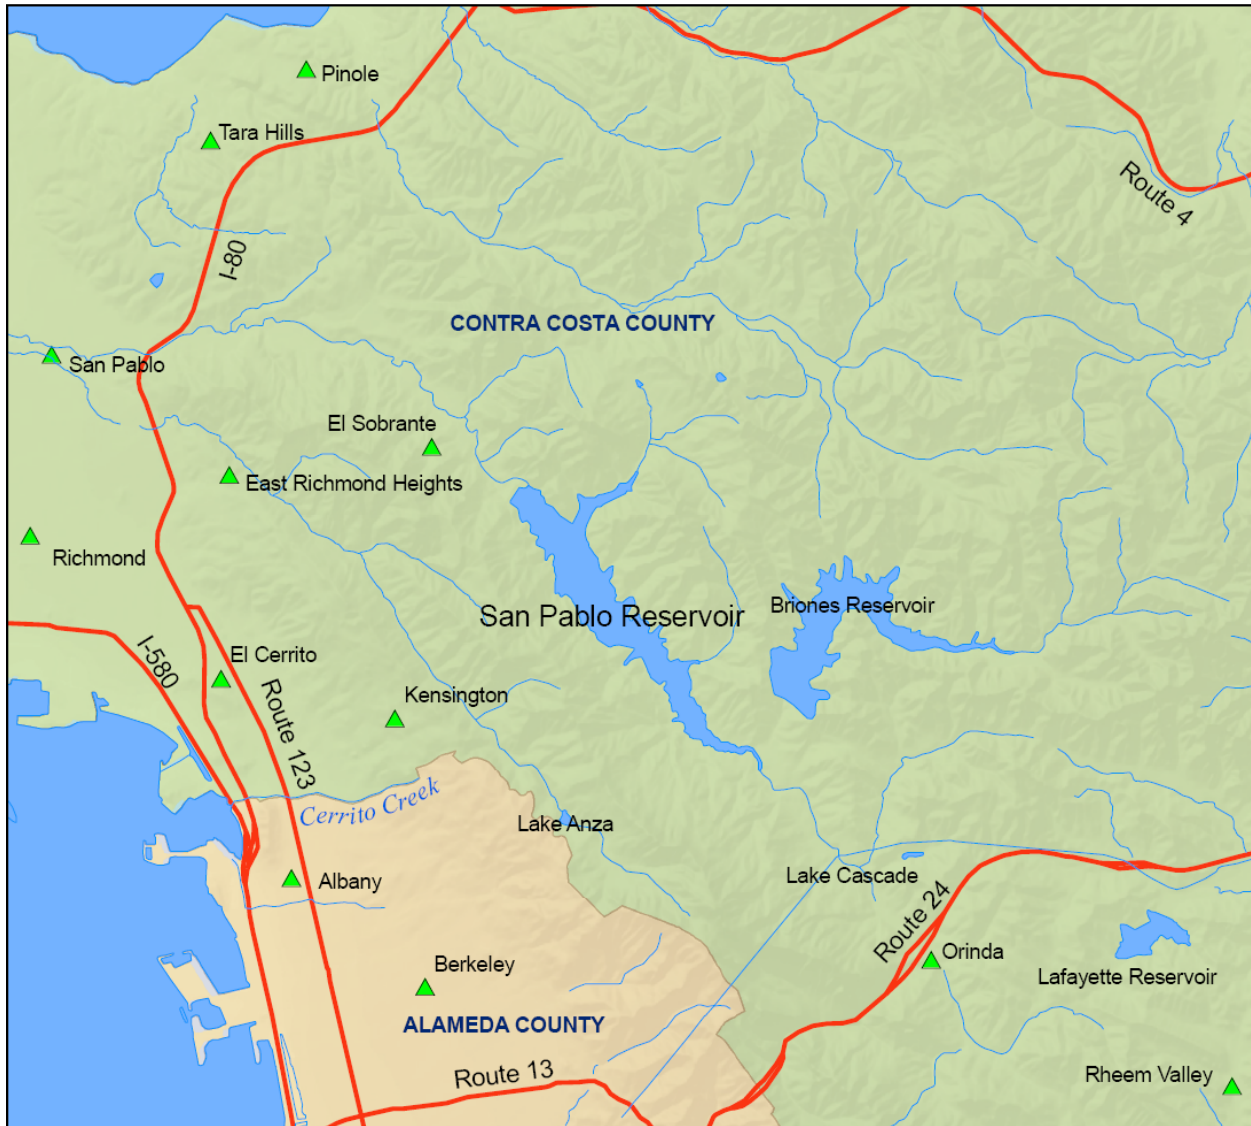 Pinole
Tara Hills
Route 4
I-80
CONTRA COSTA COUNTY
San Pablo
El Sobrante
East Richmond Heights
Richmond
San Pablo Reservoir
Briones Reservoir
El Cerrito
I-580
Kensington
Route 123
Cerrito Creek
Lake Anza
Albany
Lake Cascade
Route 24
Orinda
Berkeley
Lafayette Reservoir
ALAMEDA COUNTY
Route 13
Rheem Valley